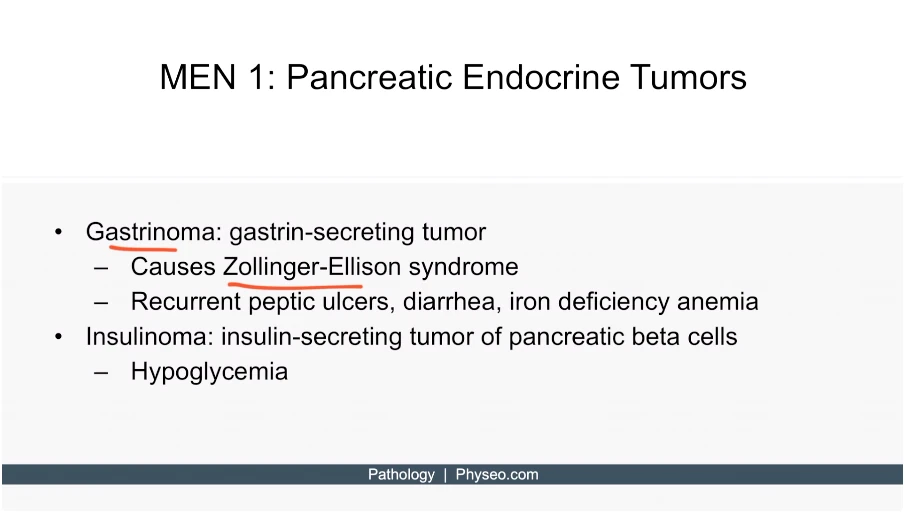 MEN 1: Pancreatic Endocrine Tumors
• Gastrinoma: gastrin-secreting tumor
– Causes Zollinger-Ellison syndrome
– Recurrent peptic ulcers, diarrhea, iron deficiency anemia
• Insulinoma: insulin-secreting tumor of pancreatic beta cells
– Hypoglycemia
Pathology | Physeo.com